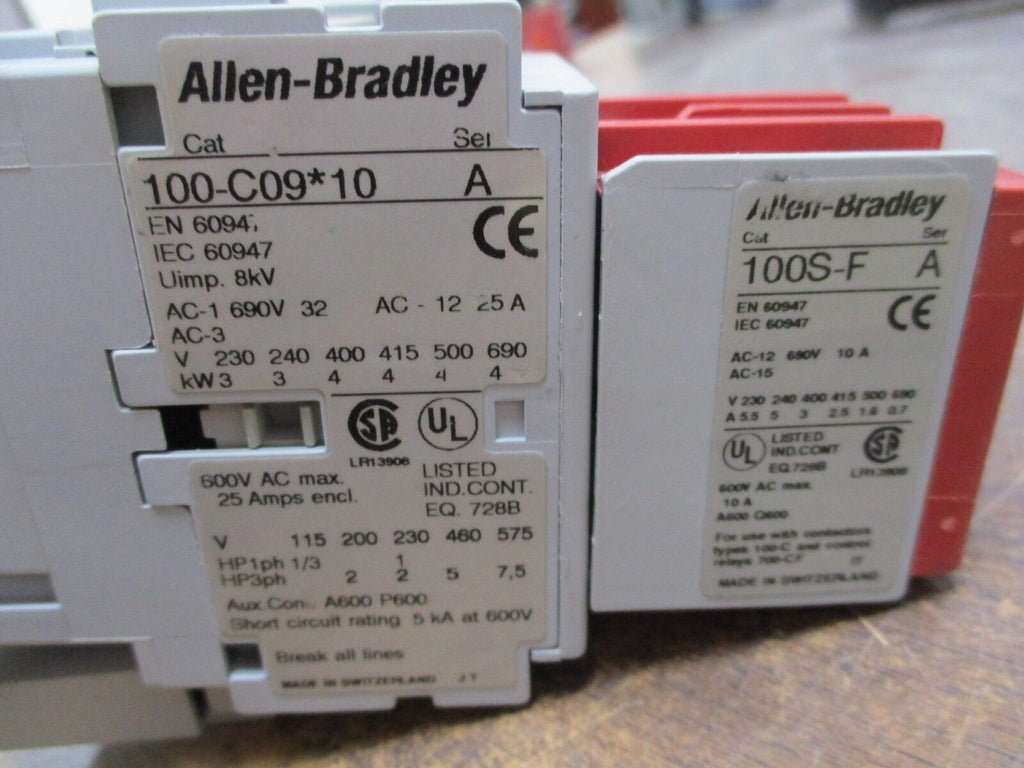 Allen-Bradley
Cat Ser
100-C09*10 A
EN 60947
IEC 60947
CE
Uimp. 8kV
AC-1 690V 32 AC - 12 25 A
AC-3
V 230 240 400 415 500 690
kW 3 3 4 4 4 4
SP UL
LR13906
600V AC max.
25 Amps encl.
LISTED
IND.CONT.
EQ. 728B
V 115 200 230 460 575
HP1ph 1/3 1
HP3ph 2 2 5 7,5
Aux.Con.: A600 P600
Short circuit rating 5 kA at 600V
Break all lines
MADE IN SWITZERLAND J T
Allen-Bradley
Cat Ser
100S-F A
EN 60947
IEC 60947
CE
AC-12 690V 10 A
AC-15
V 230 240 400 415 500 690
A 5.5 5 3 2.5 1.6 0.7
UL LISTED
IND.CONT
EQ.728B
SP
LR13906
600V AC max.
10 A
A600 Q600
For use with contactors
types 100-C and control
relays 700-CF
MADE IN SWITZERLAND